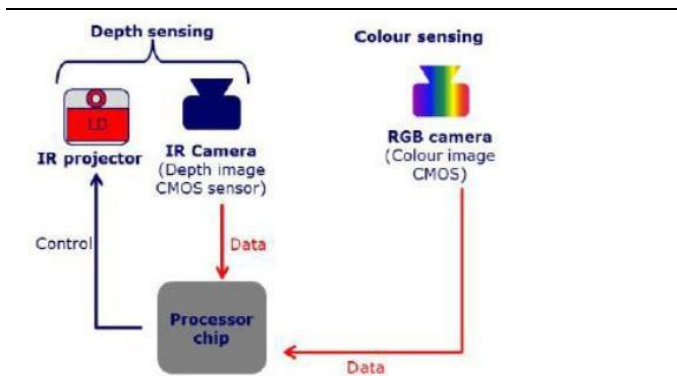 Depth sensing
Colour sensing
LD
IR projector
IR Camera
(Depth image
CMOS sensor)
RGB camera
(Colour image
CMOS)
Control
Data
Processor
chip
Data